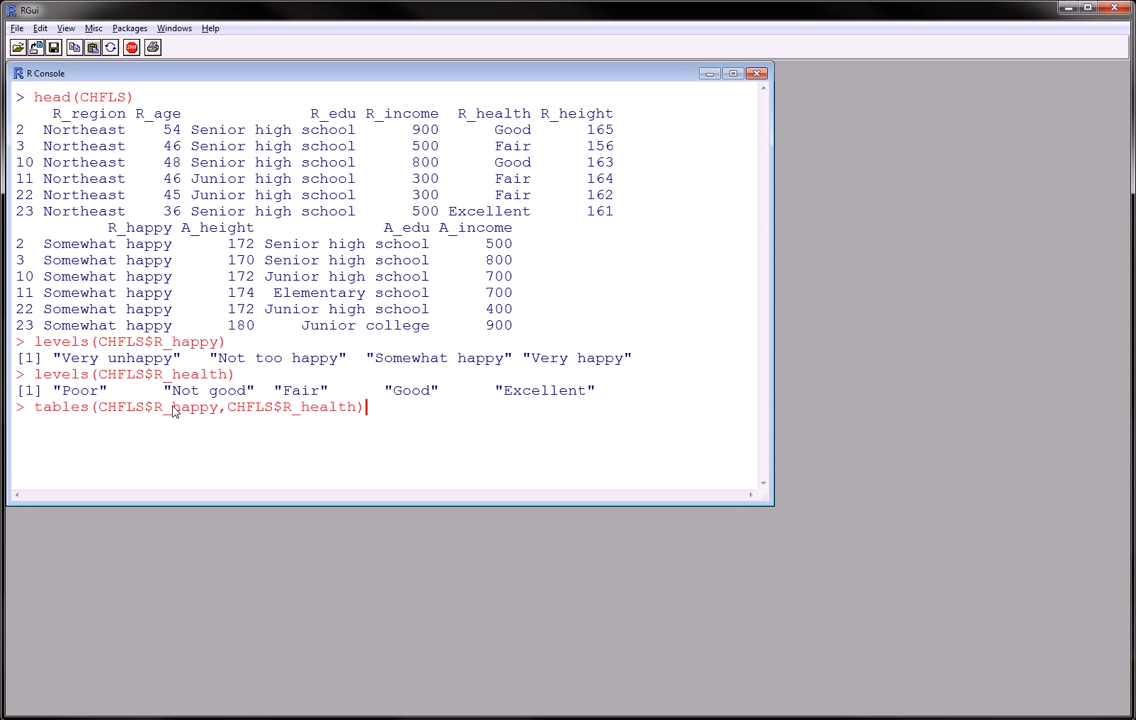 RGui
File Edit View Misc Packages Windows Help
STOP
R Console
> head(CHFLS)
R_region R_age R_edu R_income R_health R_height
2 Northeast 54 Senior high school 900 Good 165
3 Northeast 46 Senior high school 500 Fair 156
10 Northeast 48 Senior high school 800 Good 163
11 Northeast 46 Junior high school 300 Fair 164
22 Northeast 45 Junior high school 300 Fair 162
23 Northeast 36 Senior high school 500 Excellent 161
R_happy A_height A_edu A_income
2 Somewhat happy 172 Senior high school 500
3 Somewhat happy 170 Senior high school 800
10 Somewhat happy 172 Junior high school 700
11 Somewhat happy 174 Elementary school 700
22 Somewhat happy 172 Junior high school 400
23 Somewhat happy 180 Junior college 900
> levels(CHFLS$R_happy)
[1] "Very unhappy" "Not too happy" "Somewhat happy" "Very happy"
> levels(CHFLS$R_health)
[1] "Poor" "Not good" "Fair" "Good" "Excellent"
> tables(CHFLS$R_happy,CHFLS$R_health)